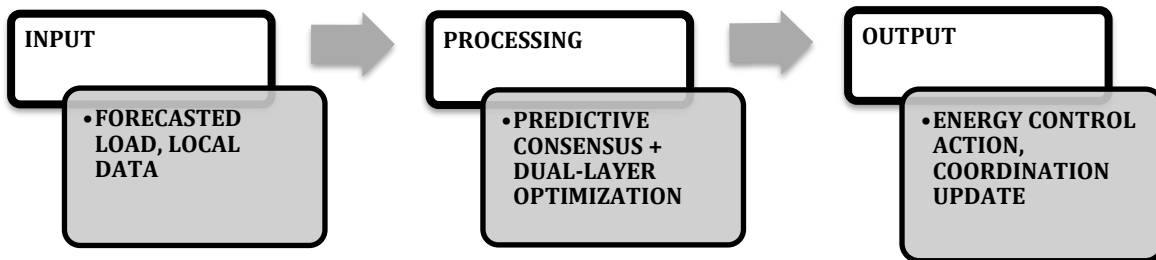 INPUT
•FORECASTED
LOAD, LOCAL
DATA
PROCESSING
•PREDICTIVE
CONSENSUS +
DUAL-LAYER
OPTIMIZATION
OUTPUT
•ENERGY CONTROL
ACTION,
COORDINATION
UPDATE